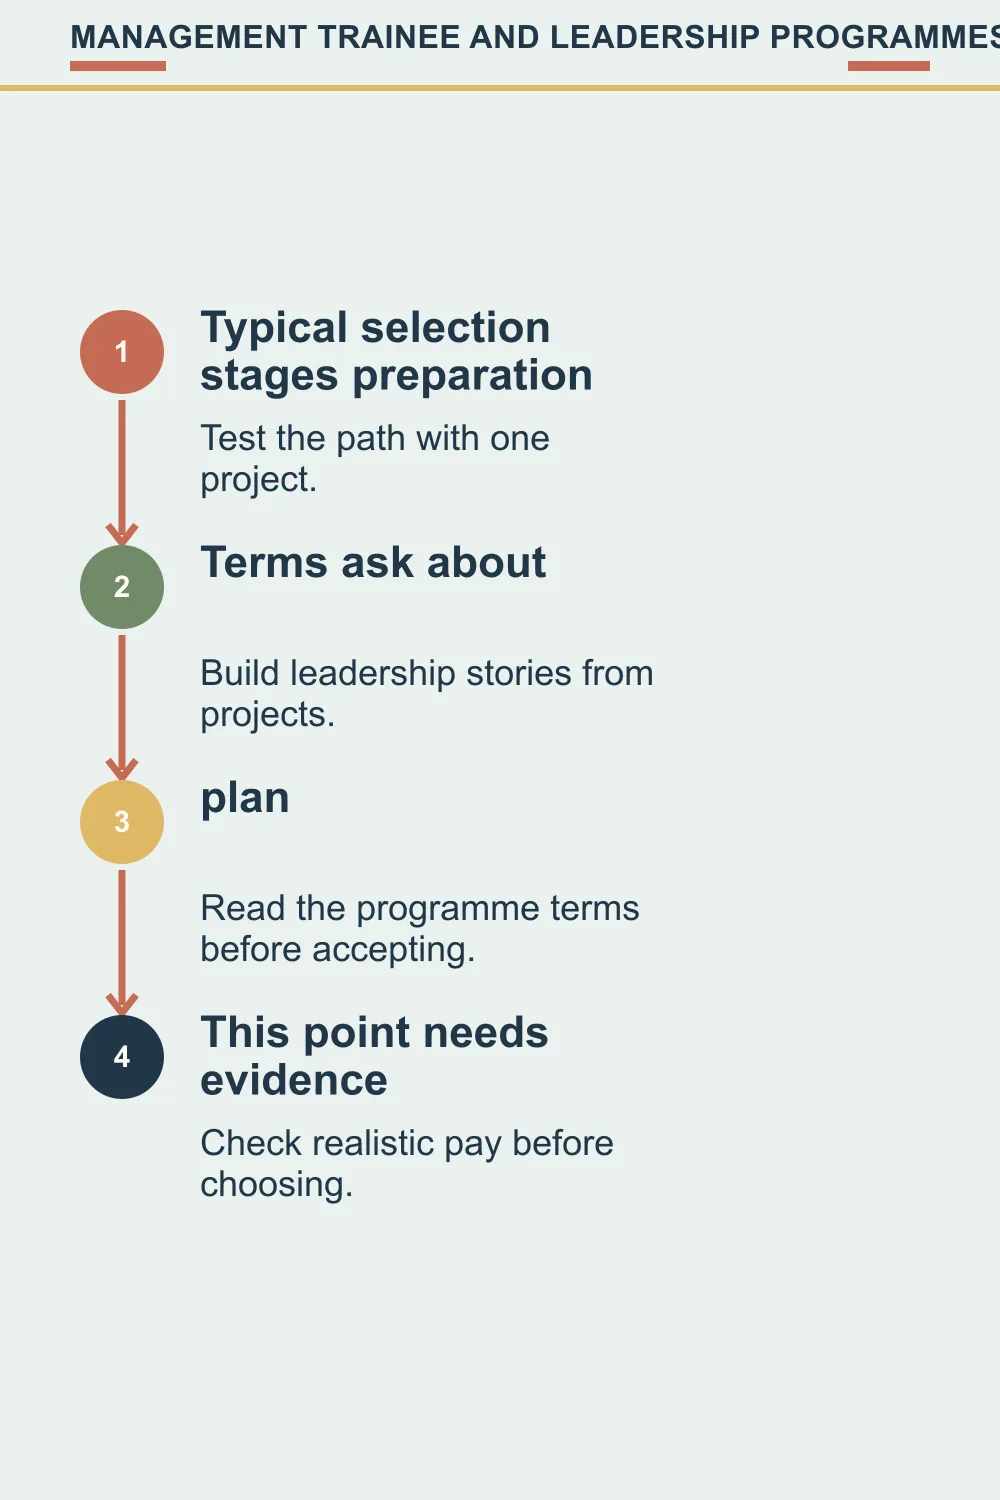 MANAGEMENT TRAINEE AND LEADERSHIP PROGRAMMES
1
Typical selection
stages preparation
Test the path with one
project.
2
Terms ask about
Build leadership stories from
projects.
3
plan
Read the programme terms
before accepting.
4
This point needs
evidence
Check realistic pay before
choosing.